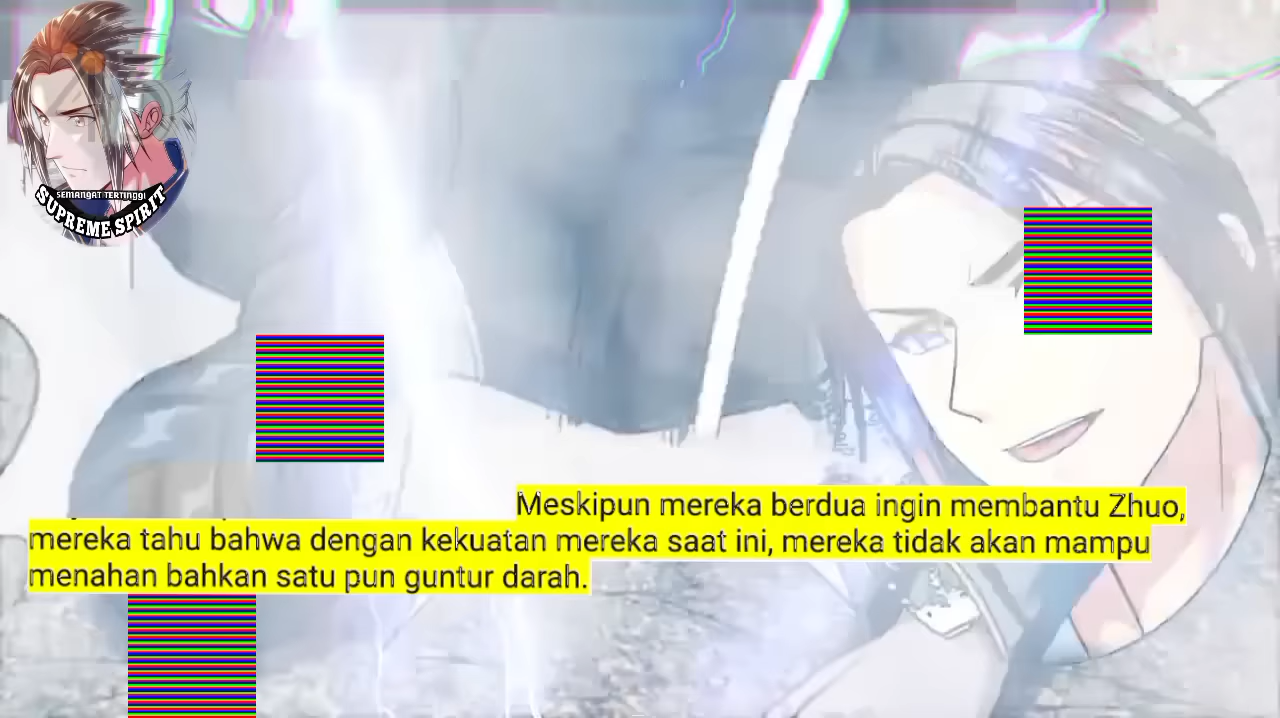 SEMANGAT TERTINGGI
SUPREME SPIRIT
Meskipun mereka berdua ingin membantu Zhuo,
mereka tahu bahwa dengan kekuatan mereka saat ini, mereka tidak akan mampu
menahan bahkan satu pun guntur darah.